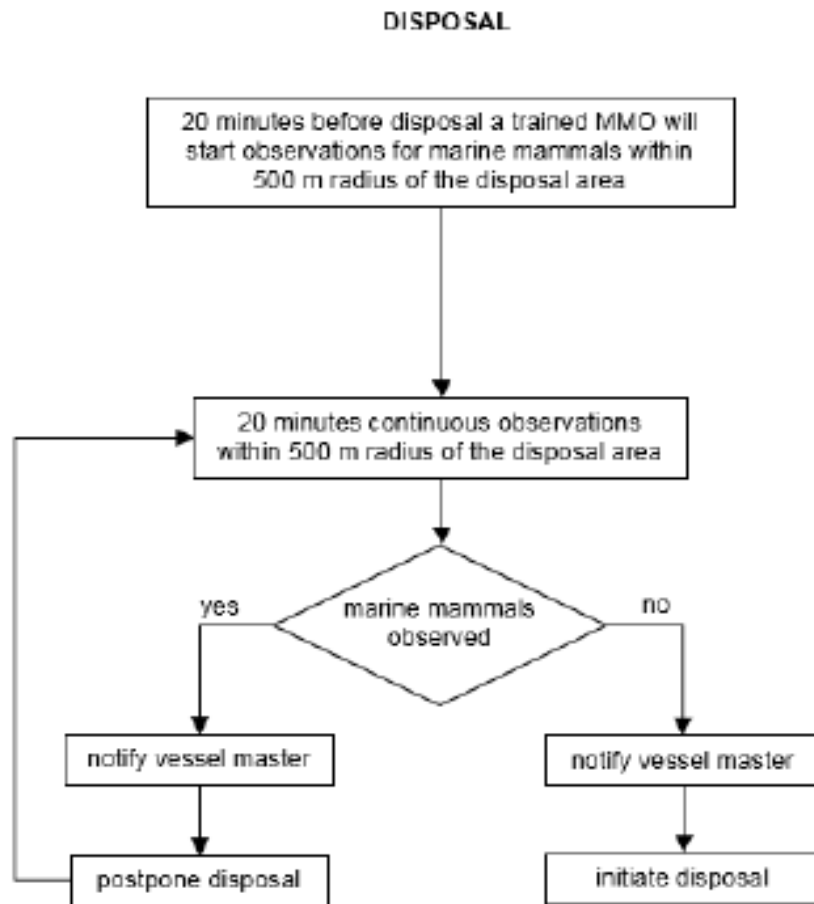 DISPOSAL
20 minutes before disposal a trained MMO will
start observations for marine mammals within
500 m radius of the disposal area
20 minutes continuous observations
within 500 m radius of the disposal area
yes
marine mammals
observed
no
notify vessel master
notify vessel master
postpone disposal
initiate disposal